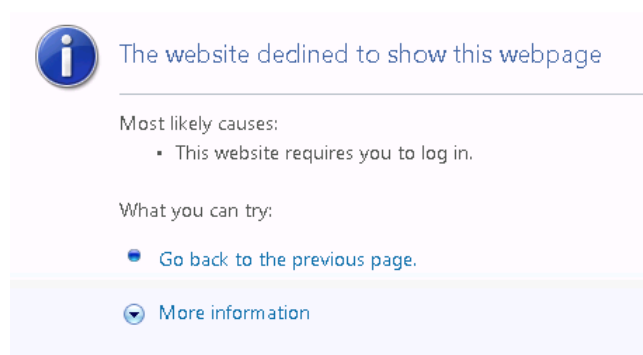 The website declined to show this webpage
Most likely causes:
▪ This website requires you to log in.
What you can try:
Go back to the previous page.
More information